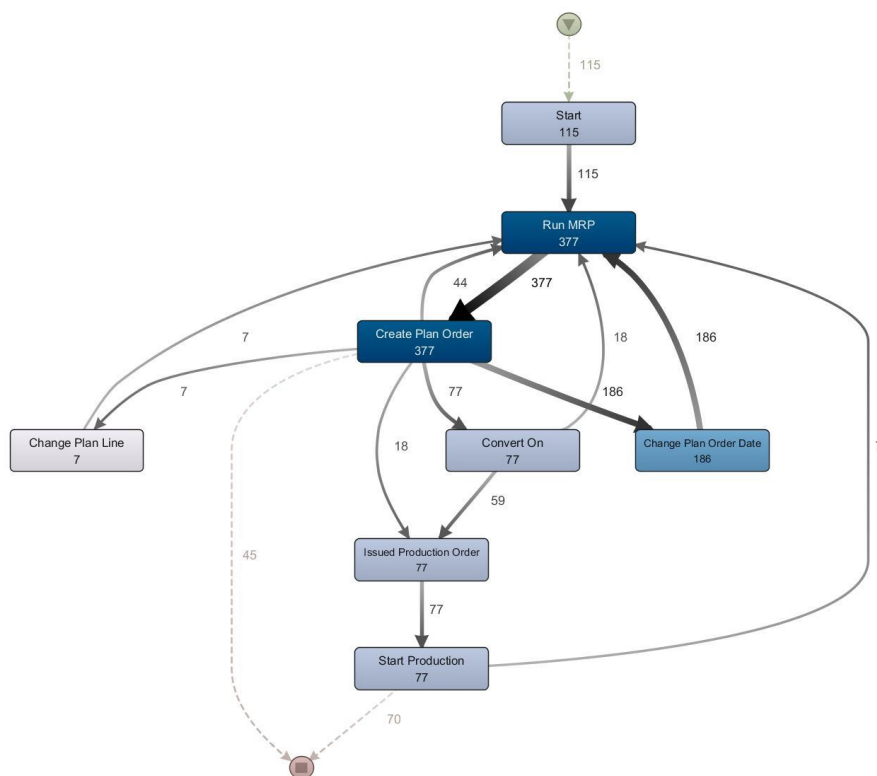 115
Start
115
115
Run MRP
377
44
377
Create Plan Order
377
7
18
186
7
77
186
Change Plan Line
7
18
Convert On
77
Change Plan Order Date
186
59
Issued Production Order
77
45
77
Start Production
77
70